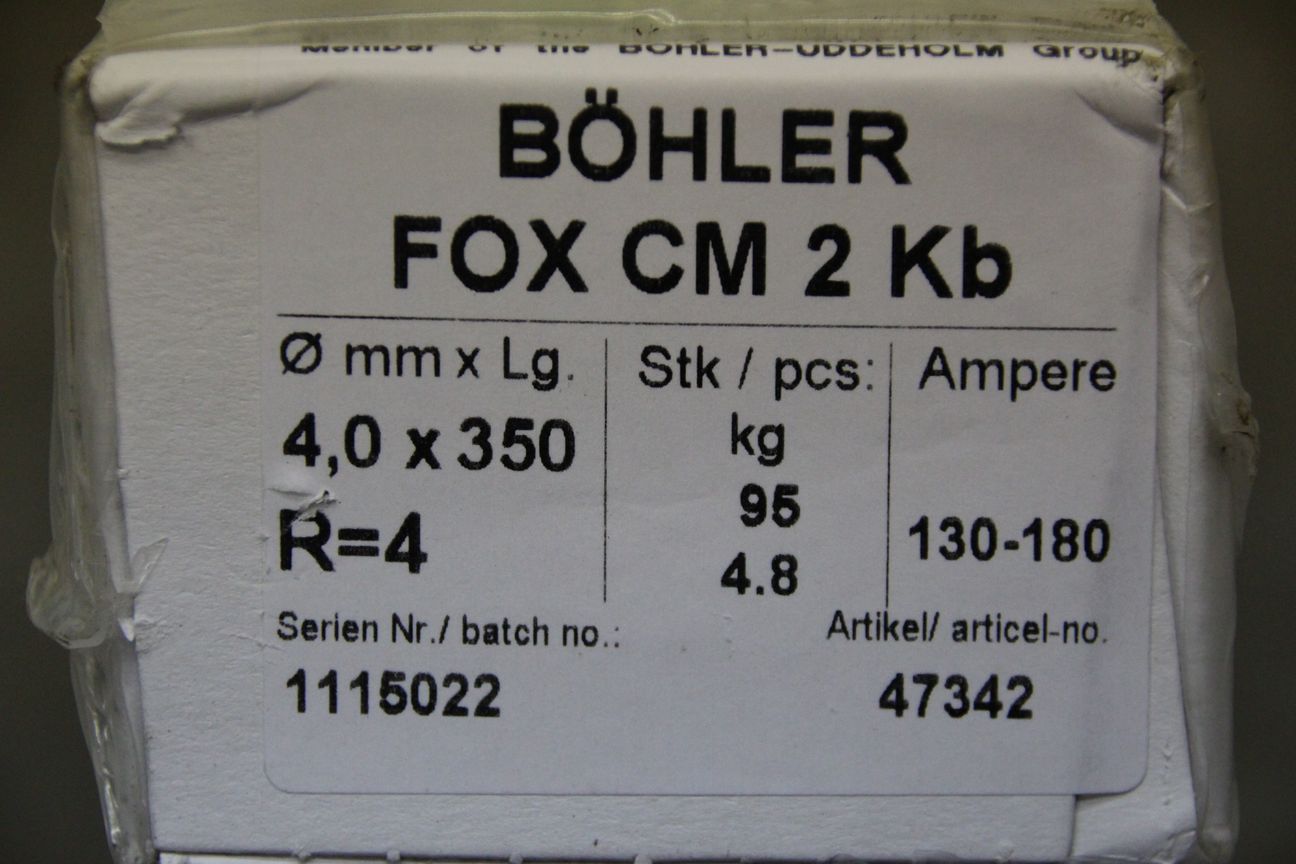 Member of the BÖHLER-UDDEHOLM Group
BÖHLER
FOX CM 2 Kb
Ø mm x Lg.
Stk / pcs:
Ampere
4,0 x 350
kg
95
R=4
130-180
4.8
Serien Nr./ batch no.:
Artikel/ articel-no.
1115022
47342